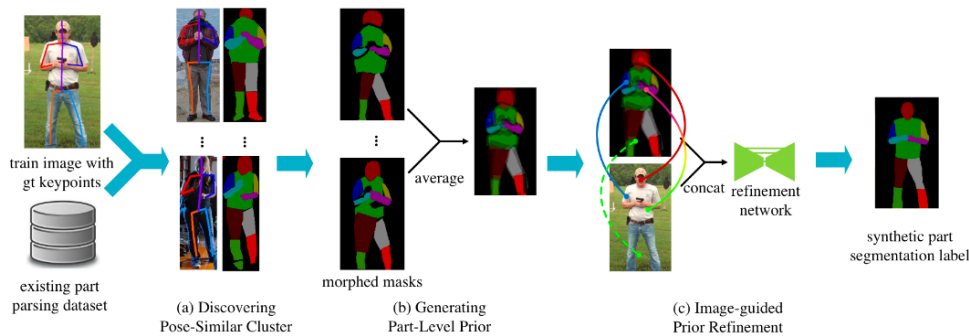 train image with
gt keypoints
existing part
parsing dataset
(a) Discovering
Pose-Similar Cluster
morphed masks
average
(b) Generating
Part-Level Prior
concat
refinement
network
(c) Image-guided
Prior Refinement
synthetic part
segmentation label